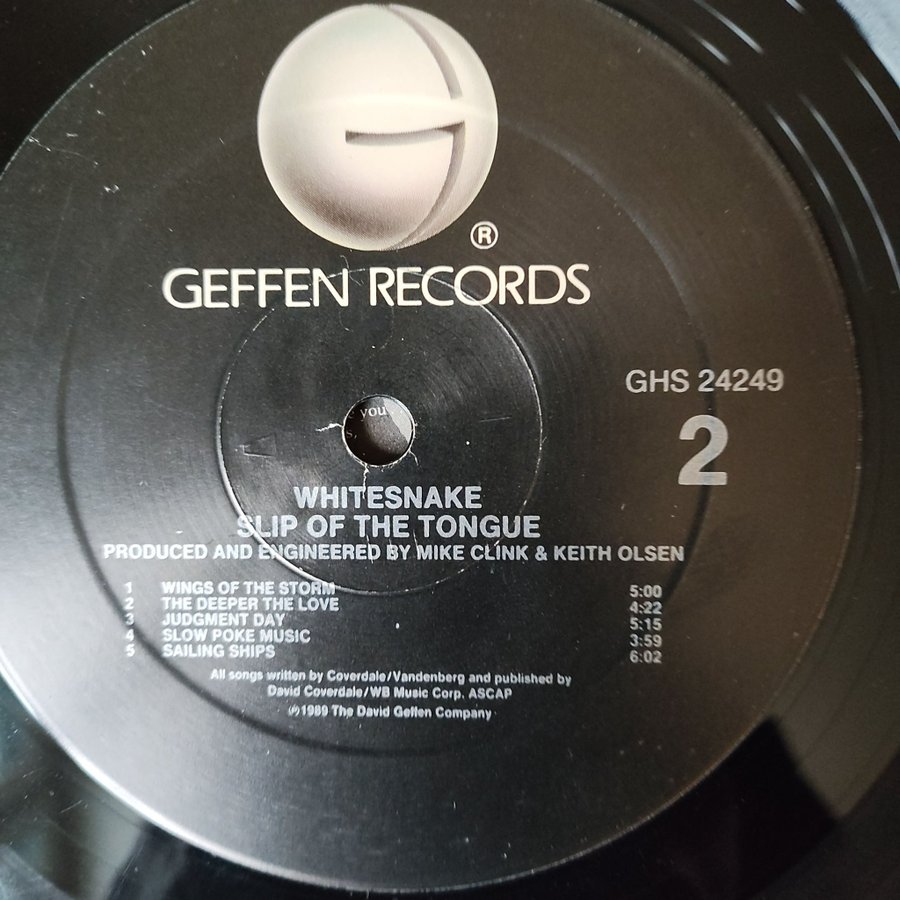 ®
GEFFEN RECORDS
GHS 24249
2
you
WHITESNAKE
SLIP OF THE TONGUE
PRODUCED AND ENGINEERED BY MIKE CLINK & KEITH OLSEN
1 WINGS OF THE STORM 5:00
2 THE DEEPER THE LOVE 4:22
3 JUDGMENT DAY 5:15
4 SLOW POKE MUSIC 3:59
5 SAILING SHIPS 6:02
All songs written by Coverdale/Vandenberg and published by
David Coverdale/WB Music Corp. ASCAP
℗1989 The David Geffen Company